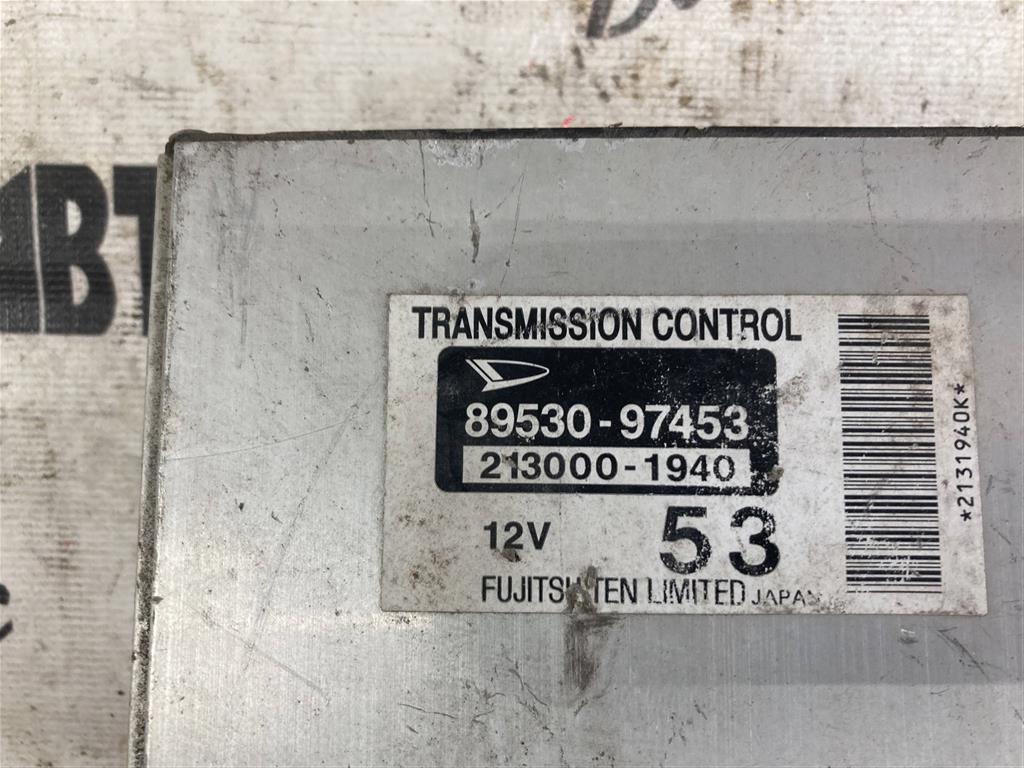 TRANSMISSION CONTROL
89530-97453
213000-1940
12V 53
FUJITSU TEN LIMITED JAPAN
*2131940K*